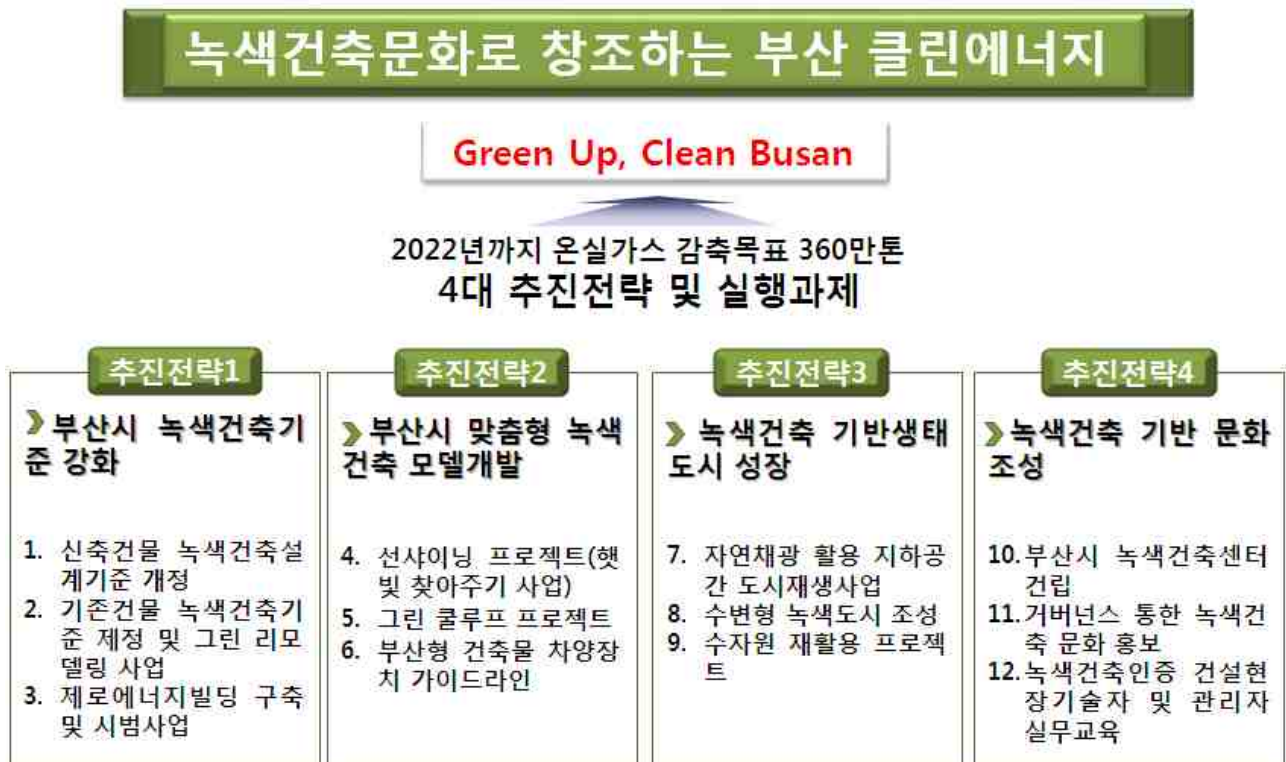 녹색건축문화로 창조하는 부산 클린에너지
Green Up, Clean Busan
2022년까지 온실가스 감축목표 360만톤
4대 추진전략 및 실행과제
추진전략1
부산시 녹색건축기
준 강화
1. 신축건물 녹색건축설
계기준 개정
2. 기존건물 녹색건축기
준 제정 및 그린 리모
델링 사업
3. 제로에너지빌딩 구축
및 시범사업
추진전략2
부산시 맞춤형 녹색
건축 모델개발
4. 선샤이닝 프로젝트(햇
빛 찾아주기 사업)
5. 그린 쿨루프 프로젝트
6. 부산형 건축물 차양장
치 가이드라인
추진전략3
녹색건축 기반생태
도시 성장
7. 자연채광 활용 지하공
간 도시재생사업
8. 수변형 녹색도시 조성
9. 수자원 재활용 프로젝
트
추진전략4
녹색건축 기반 문화
조성
10.부산시 녹색건축센터
건립
11.거버넌스 통한 녹색건
축 문화 홍보
12.녹색건축인증 건설현
장기술자 및 관리자
실무교육